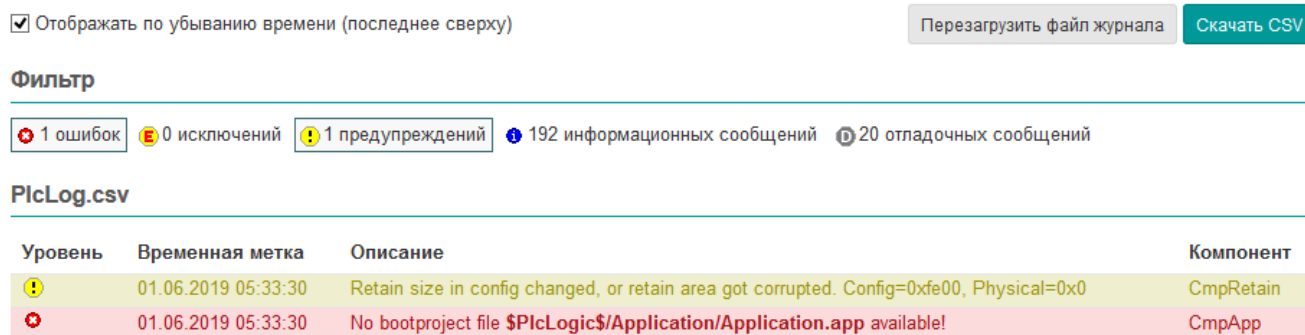 Отображать по убыванию времени (последнее сверху) Перезагрузить файл журнала Скачать CSV
Фильтр
1 ошибок 0 исключений 1 предупреждений 192 информационных сообщений 20 отладочных сообщений
PlcLog.csv
Уровень Временная метка Описание Компонент
01.06.2019 05:33:30 Retain size in config changed, or retain area got corrupted. Config=0xfe00, Physical=0x0 CmpRetain
01.06.2019 05:33:30 No bootproject file $PlcLogic$/Application/Application.app available! CmpApp